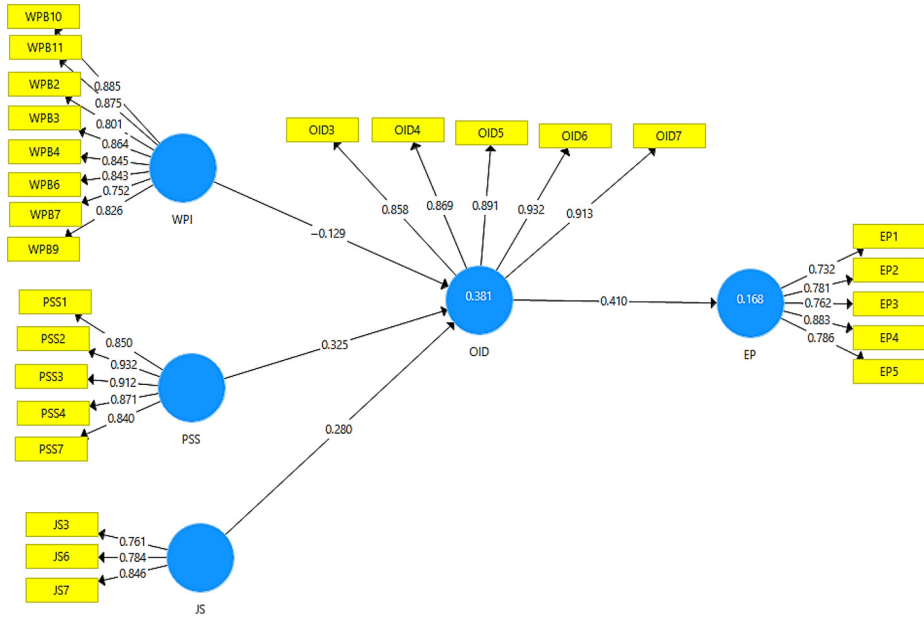 WPB10
WPB11
WPB2
WPB3
WPB4
WPB6
WPB7
WPB9
0.885
0.875
0.801
0.864
0.845
0.843
0.752
0.826
WPI
−0.129
PSS1
PSS2
PSS3
PSS4
PSS7
0.850
0.932
0.912
0.871
0.840
PSS
0.325
JS3
JS6
JS7
0.761
0.784
0.846
JS
0.280
OID3
OID4
OID5
OID6
OID7
0.858
0.869
0.891
0.932
0.913
0.381
OID
0.410
0.168
EP
0.732
0.781
0.762
0.883
0.786
EP1
EP2
EP3
EP4
EP5